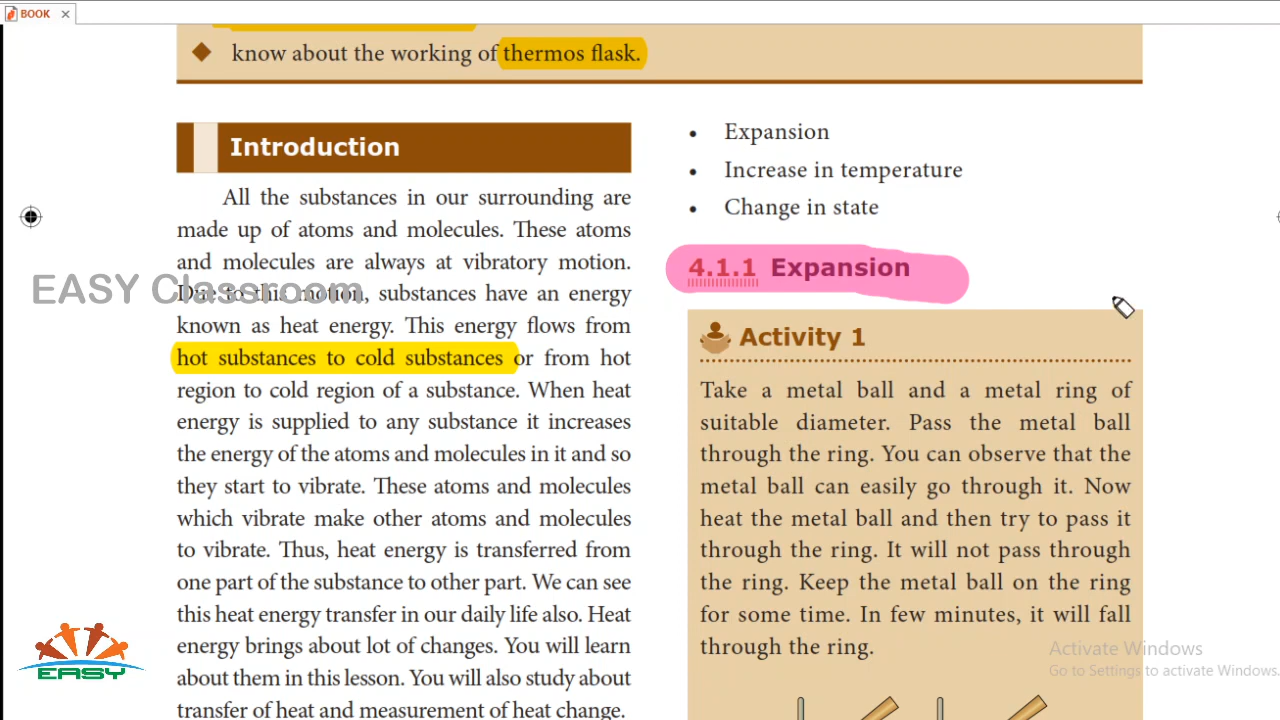 BOOK
know about the working of thermos flask.
Introduction
All the substances in our surrounding are
made up of atoms and molecules. These atoms
and molecules are always at vibratory motion.
Due to this motion, substances have an energy
known as heat energy. This energy flows from
hot substances to cold substances or from hot
region to cold region of a substance. When heat
energy is supplied to any substance it increases
the energy of the atoms and molecules in it and so
they start to vibrate. These atoms and molecules
which vibrate make other atoms and molecules
to vibrate. Thus, heat energy is transferred from
one part of the substance to other part. We can see
this heat energy transfer in our daily life also. Heat
energy brings about lot of changes. You will learn
about them in this lesson. You will also study about
transfer of heat and measurement of heat change.
• Expansion
• Increase in temperature
• Change in state
4.1.1 Expansion
Activity 1
Take a metal ball and a metal ring of
suitable diameter. Pass the metal ball
through the ring. You can observe that the
metal ball can easily go through it. Now
heat the metal ball and then try to pass it
through the ring. It will not pass through
the ring. Keep the metal ball on the ring
for some time. In few minutes, it will fall
through the ring.
EASY Classroom
EASY
Activate Windows
Go to Settings to activate Windows.